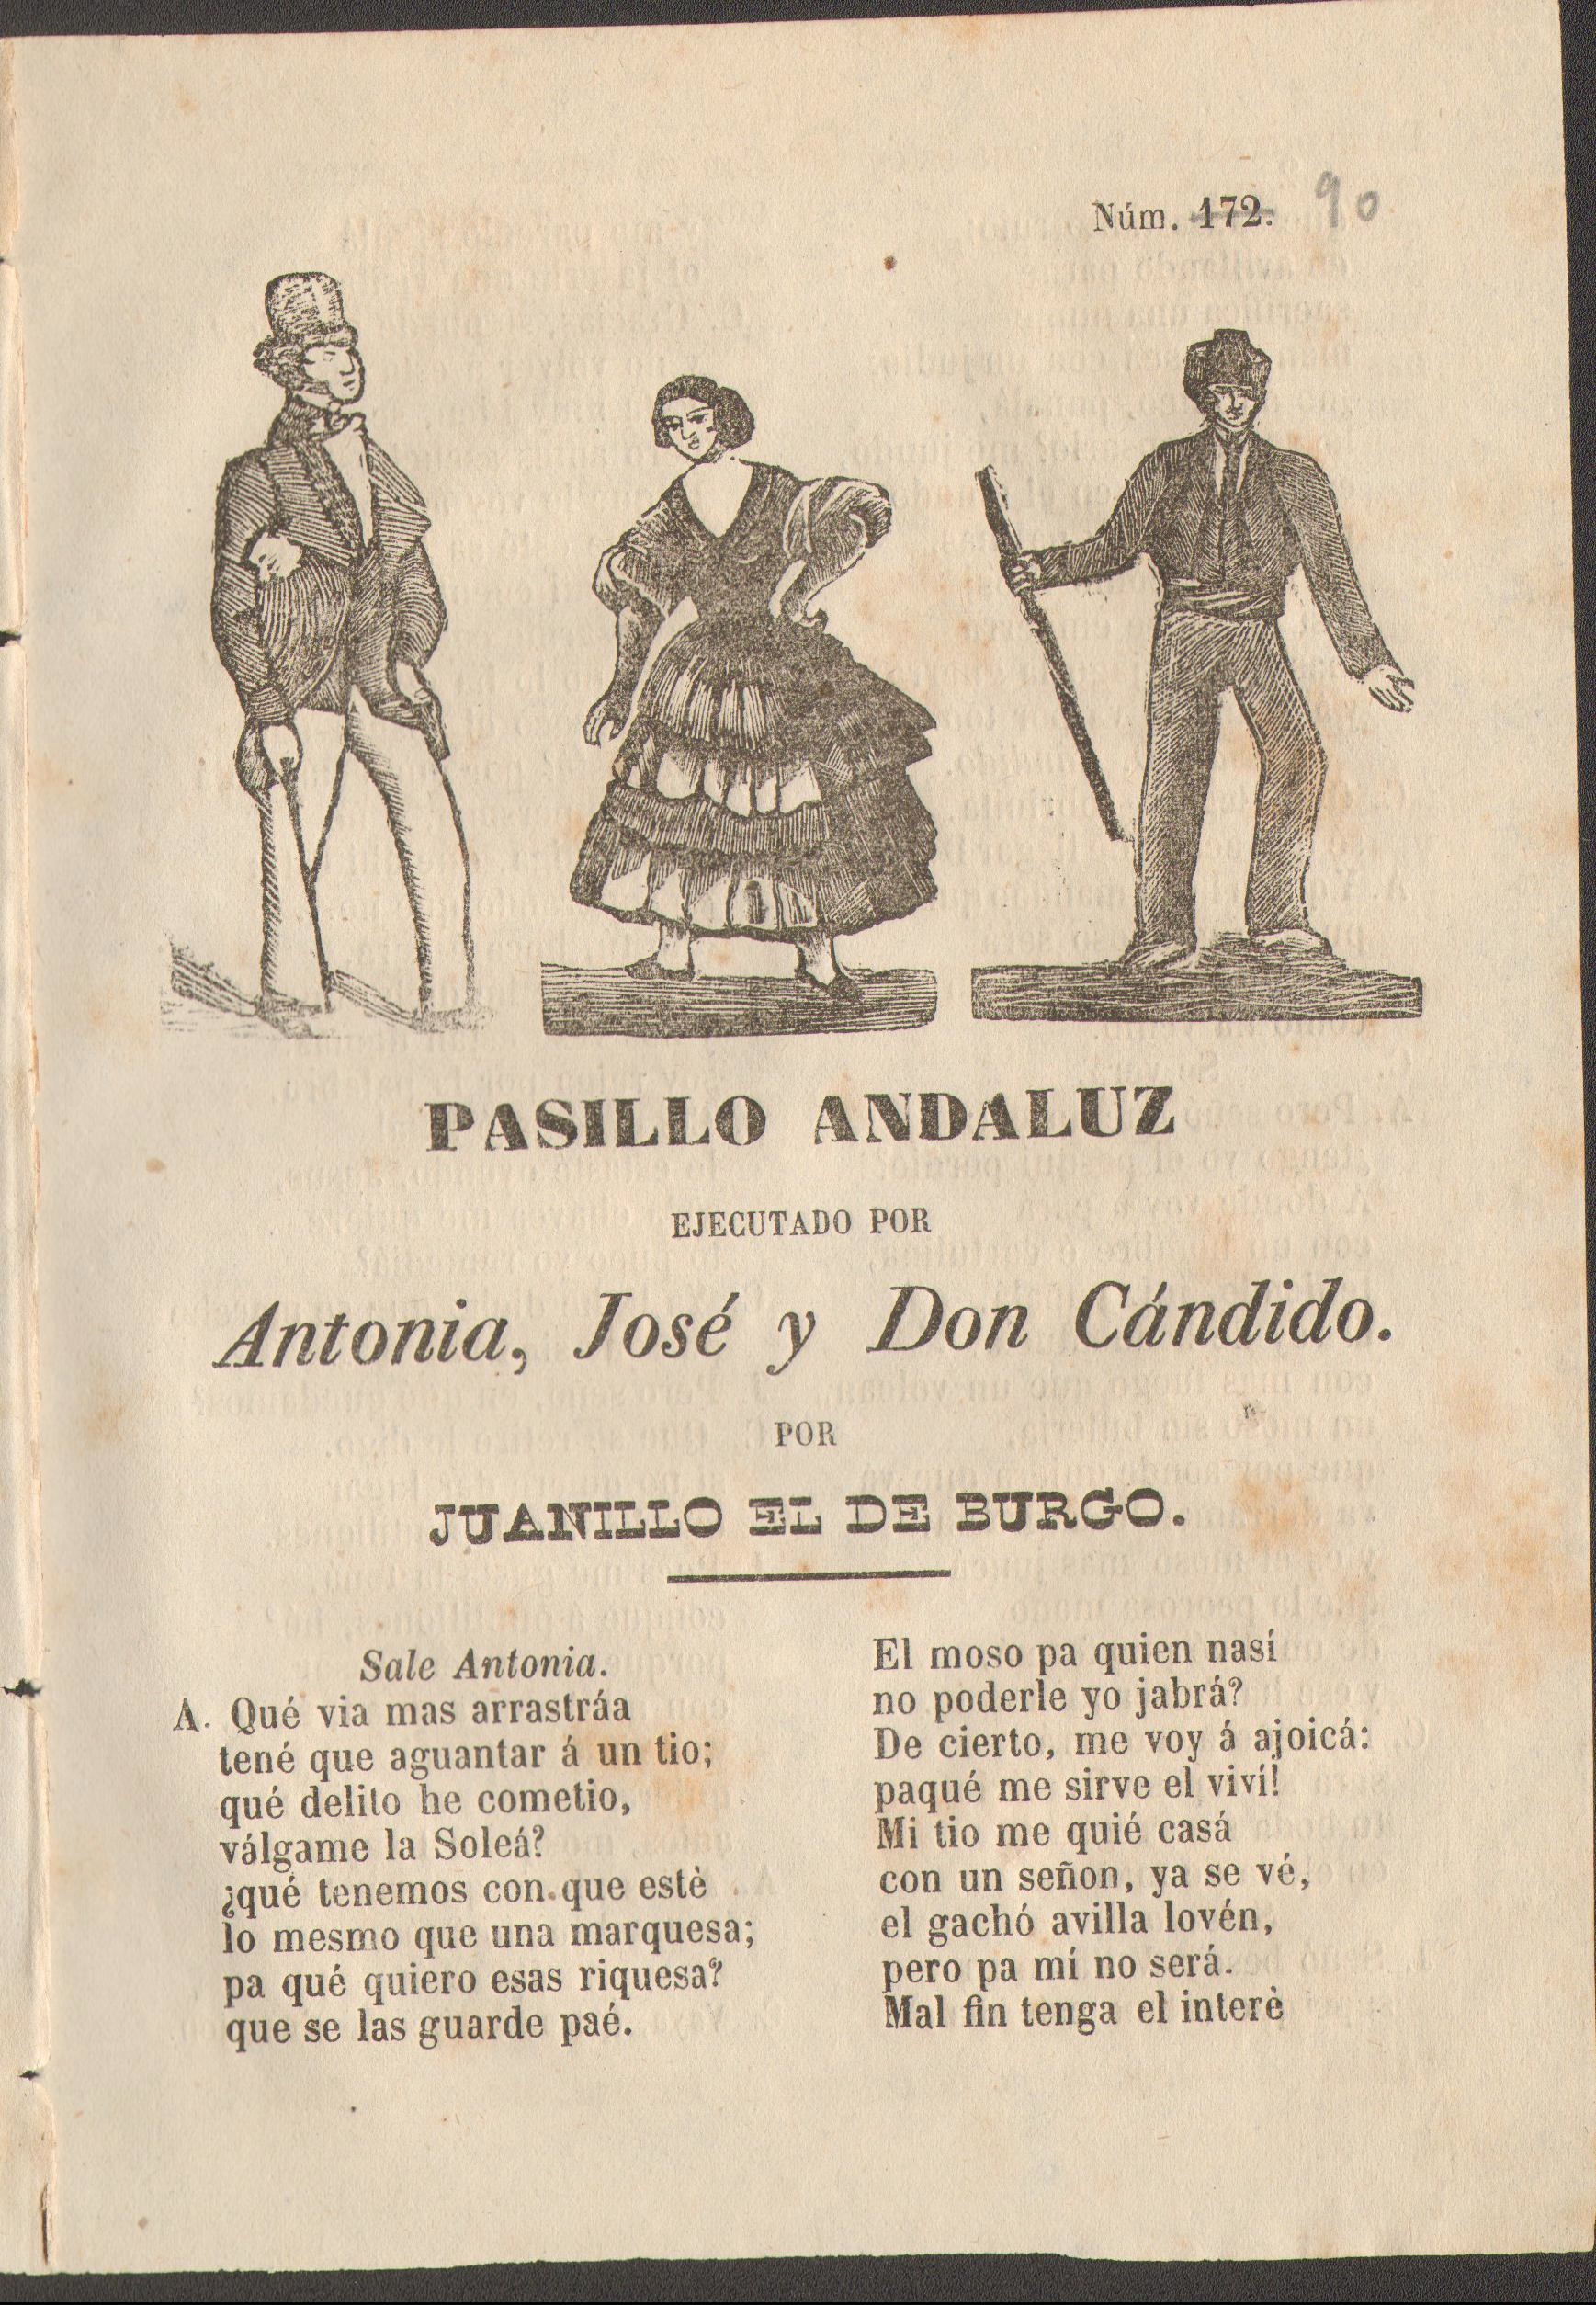 Núm. 172. 90
PASILLO ANDALUZ
EJECUTADO POR
Antonia, José y Don Cándido.
POR
JUANILLO EL DE BURGO.
Sale Antonia.
A. Qué via mas arrastráa
tené que aguantar á un tio;
qué delito he cometio,
válgame la Soleá?
¿qué tenemos con que estè
lo mesmo que una marquesa;
pa qué quiero esas riquesa?
que se las guarde paé.
El moso pa quien nasí
no poderle yo jabrá?
De cierto, me voy á ajoicá:
paqué me sirve el viví!
Mi tio me quié casá
con un señon, ya se vé,
el gachó avilla lovén,
pero pa mí no será.
Mal fin tenga el interè